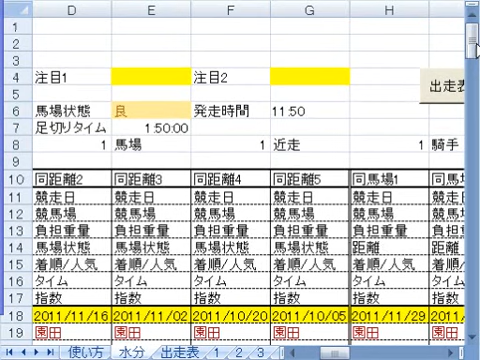 D E F G H
1
2
3
4 注目1 注目2
5 出走表
6 馬場状態 良 発走時間 11:50
7 足切りタイム 1:50:00
8 1 馬場 1 近走 1 騎手
9
10 同距離2 同距離3 同距離4 同距離5 同馬場1 同馬場
11 競走日 競走日 競走日 競走日 競走日 競走日
12 競馬場 競馬場 競馬場 競馬場 競馬場 競馬場
13 負担重量 負担重量 負担重量 負担重量 負担重量 負担重
14 馬場状態 馬場状態 馬場状態 馬場状態 距離 距離
15 着順/人気 着順/人気 着順/人気 着順/人気 着順/人気 着順/
16 タイム タイム タイム タイム タイム タイム
17 指数 指数 指数 指数 指数 指数
18 2011/11/16 2011/11/02 2011/10/20 2011/10/05 2011/11/29 2011/
19 園田 園田 園田 園田 園田 園田
使い方 水分 出走表 1 2 3